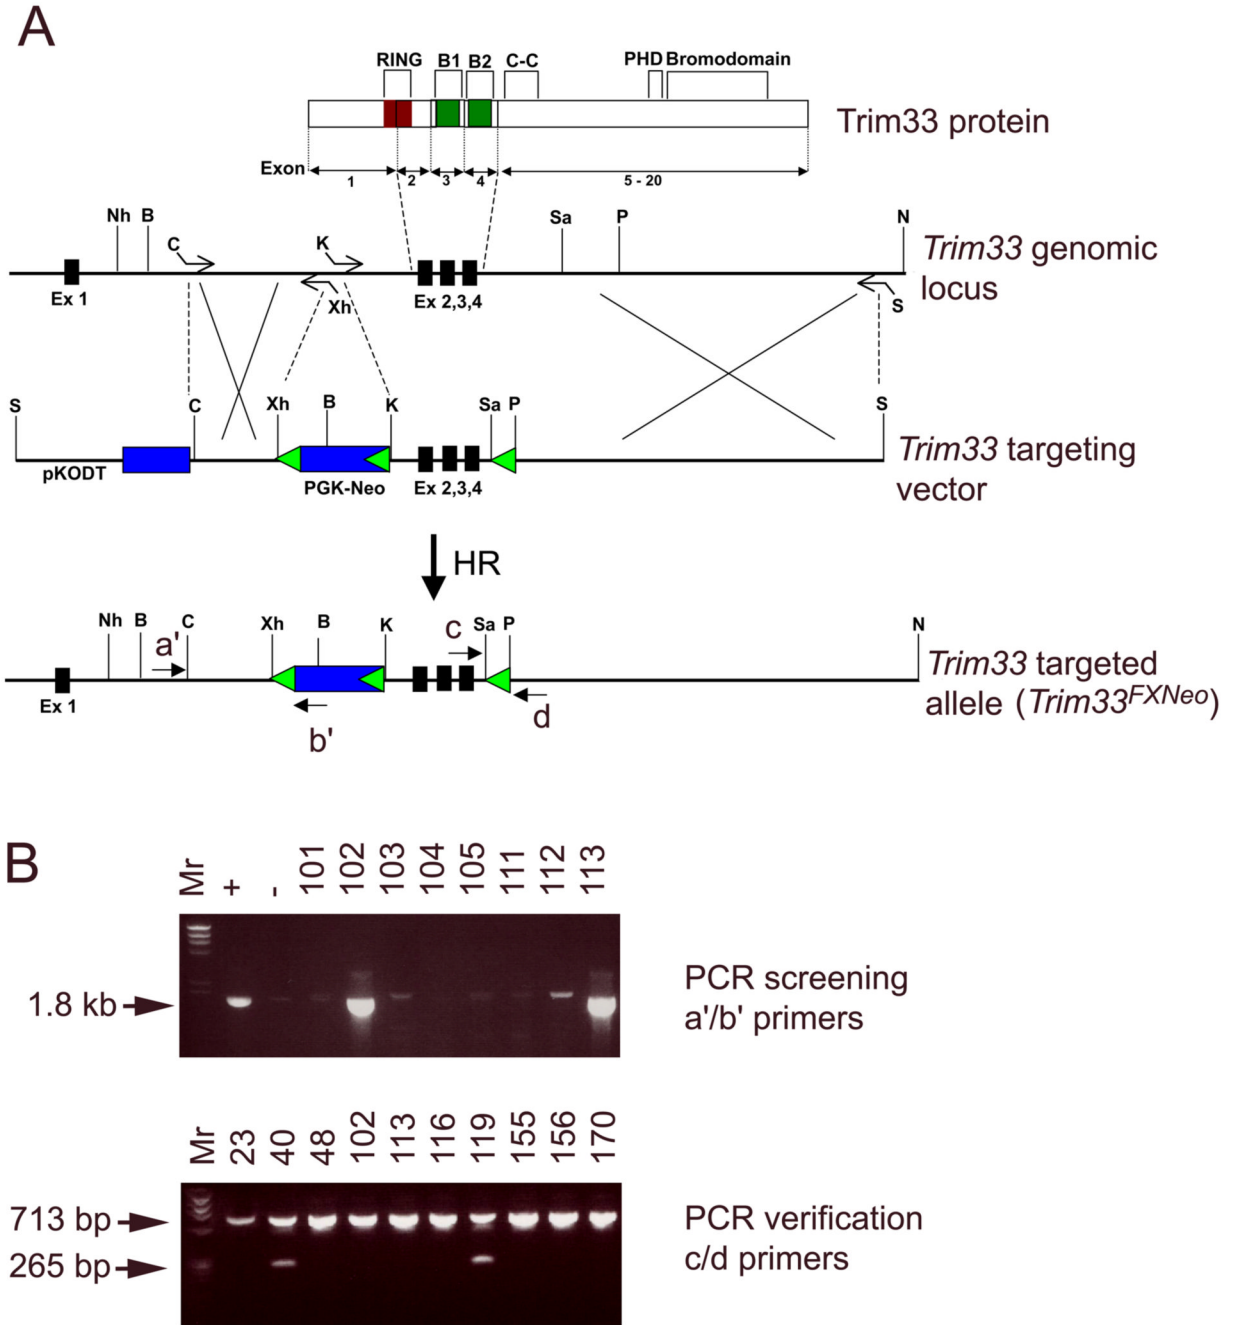 A
RING B1 B2 C-C PHD Bromodomain
Trim33 protein
Exon 1 2 3 4 5 - 20
Nh B C K Sa P N
Trim33 genomic
locus
Ex 1 Xh Ex 2,3,4 S
S C Xh B K Sa P S
Trim33 targeting
vector
pKODT PGK-Neo Ex 2,3,4
HR
Nh B a' C Xh B K c Sa P N
Trim33 targeted
allele (Trim33FXNeo)
Ex 1 b' d
B
Mr + - 101 102 103 104 105 111 112 113
1.8 kb
PCR screening
a'/b' primers
Mr 23 40 48 102 113 116 119 155 156 170
713 bp
265 bp
PCR verification
c/d primers